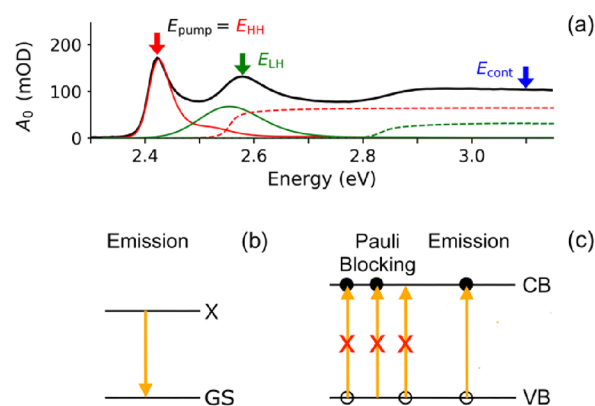 (a)
E_pump = E_HH
E_LH
E_cont
200
100
0
A_0 (mOD)
2.4 2.6 2.8 3.0
Energy (eV)
Emission (b)
X
GS
Pauli Blocking Emission (c)
X X X
CB
VB